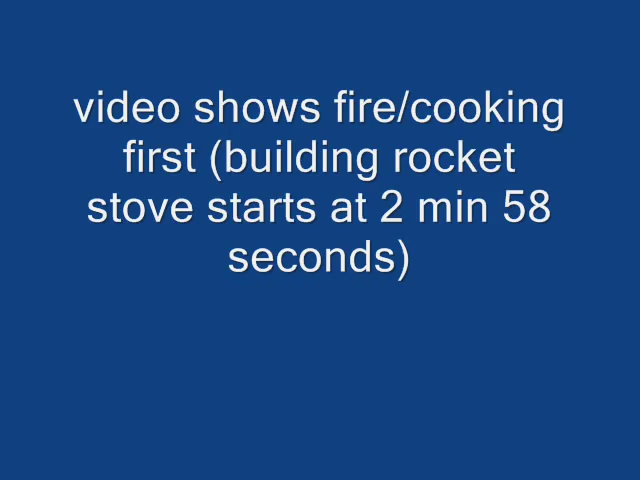 video shows fire/cooking
first (building rocket
stove starts at 2 min 58
seconds)